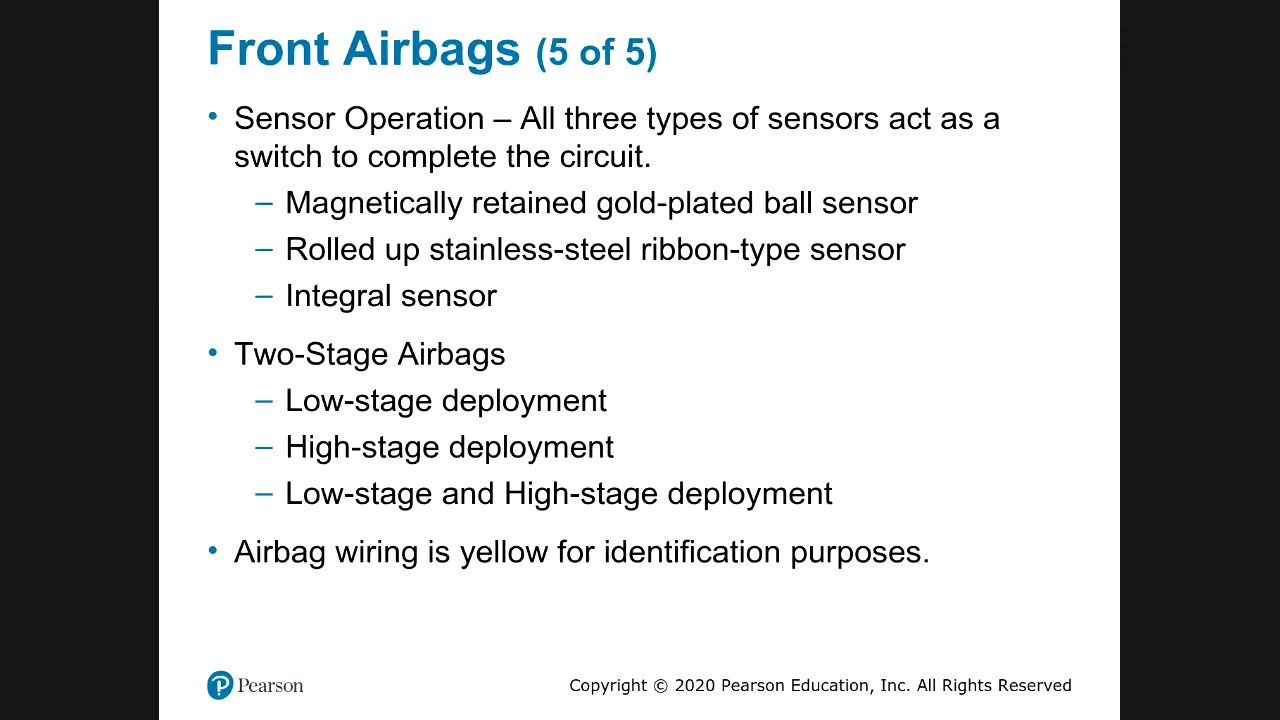 Front Airbags (5 of 5)
• Sensor Operation – All three types of sensors act as a
switch to complete the circuit.
– Magnetically retained gold-plated ball sensor
– Rolled up stainless-steel ribbon-type sensor
– Integral sensor
• Two-Stage Airbags
– Low-stage deployment
– High-stage deployment
– Low-stage and High-stage deployment
• Airbag wiring is yellow for identification purposes.
Pearson
Copyright © 2020 Pearson Education, Inc. All Rights Reserved